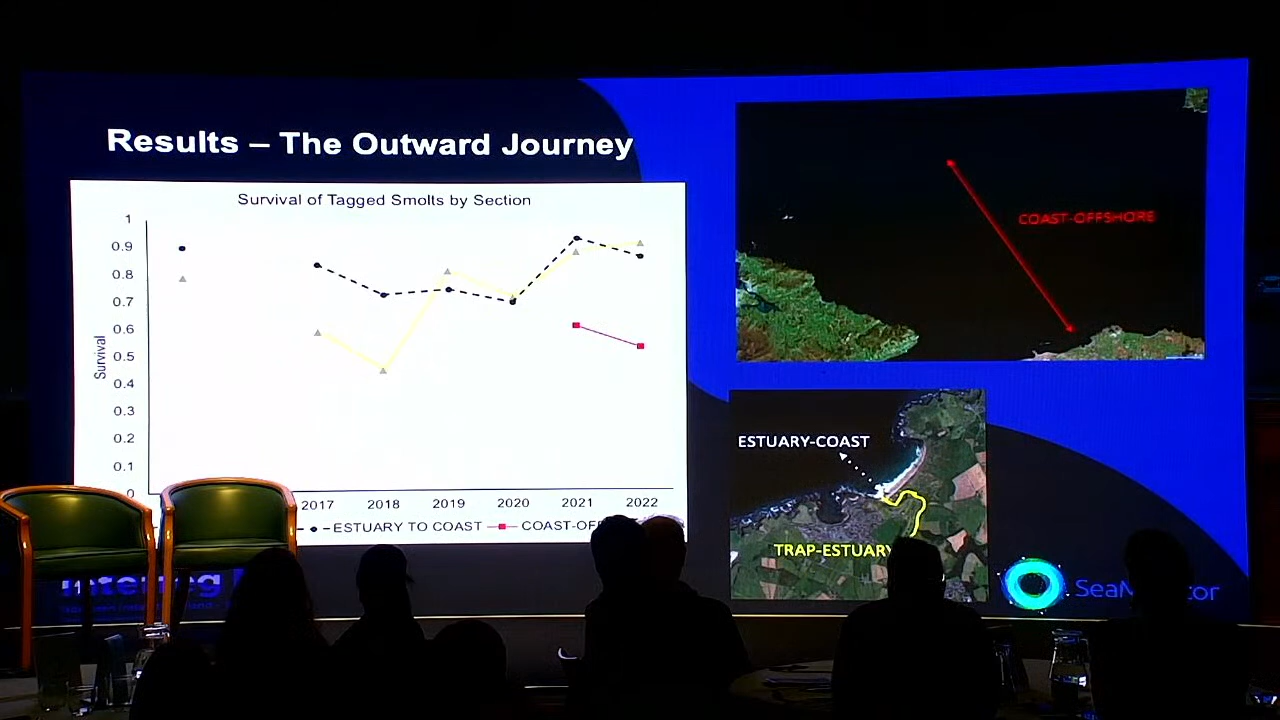 Results – The Outward Journey
Survival of Tagged Smolts by Section
Survival
1
0.9
0.8
0.7
0.6
0.5
0.4
0.3
0.2
0.1
0
2017 2018 2019 2020 2021 2022
ESTUARY TO COAST COAST-OFF
COAST-OFFSHORE
ESTUARY-COAST
TRAP-ESTUARY
Interreg